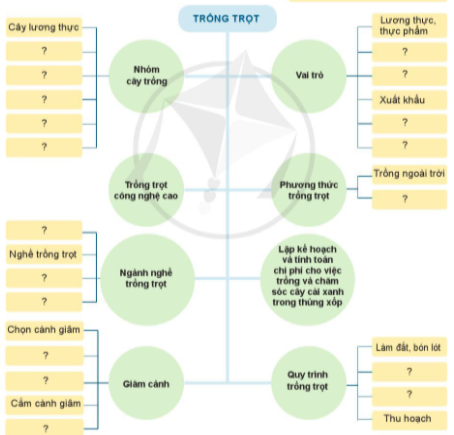 TRỒNG TRỌT
Cây lương thực
?
?
?
?
?
Nhóm
cây trồng
Vai trò
Lương thực,
thực phẩm
?
?
Xuất khẩu
?
?
Trồng trọt
công nghệ cao
Phương thức
trồng trọt
Trồng ngoài trời
?
?
Nghề trồng trọt
?
?
Ngành nghề
trồng trọt
Lập kế hoạch
và tính toán
chi phí cho việc
trồng và chăm
sóc cây cải xanh
trong thùng xốp
Chọn cành giâm
?
?
Cắm cành giâm
?
Giâm cành
Quy trình
trồng trọt
Làm đất, bón lót
?
?
Thu hoạch